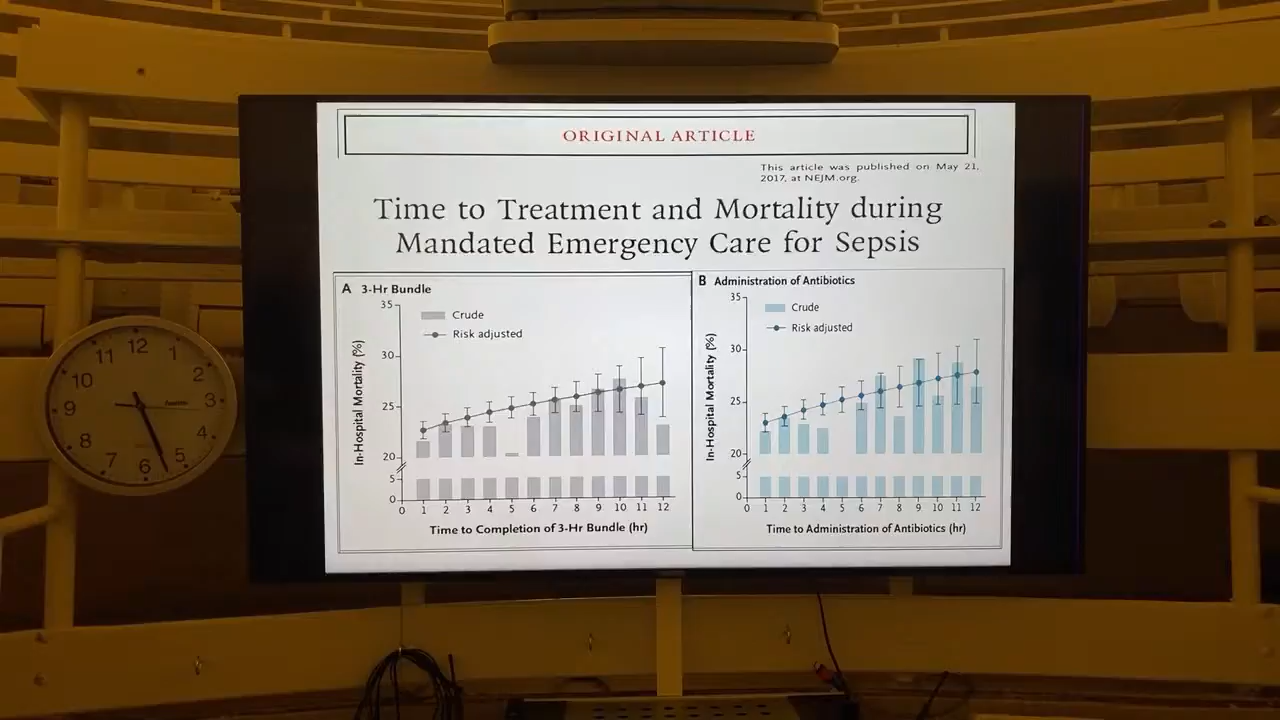 ORIGINAL ARTICLE
This article was published on May 21,
2017, at NEJM.org.
Time to Treatment and Mortality during
Mandated Emergency Care for Sepsis
A 3-Hr Bundle
35
Crude
Risk adjusted
30
25
20
5
0
In-Hospital Mortality (%)
0 1 2 3 4 5 6 7 8 9 10 11 12
Time to Completion of 3-Hr Bundle (hr)
B Administration of Antibiotics
35
Crude
Risk adjusted
30
25
20
5
0
In-Hospital Mortality (%)
0 1 2 3 4 5 6 7 8 9 10 11 12
Time to Administration of Antibiotics (hr)
12
1
2
3
4
5
6
7
8
9
10
11